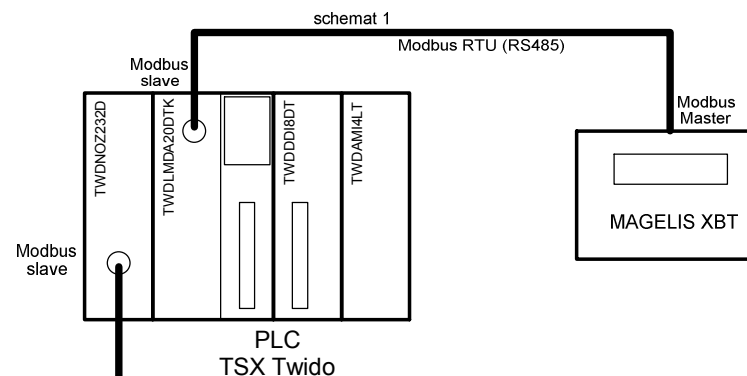 schemat 1
Modbus RTU (RS485)
Modbus
slave
Modbus
Master
TWDNOZ232D
TWDLMDA20DTK
TWDDDI8DT
TWDAMI4LT
MAGELIS XBT
Modbus
slave
PLC
TSX Twido